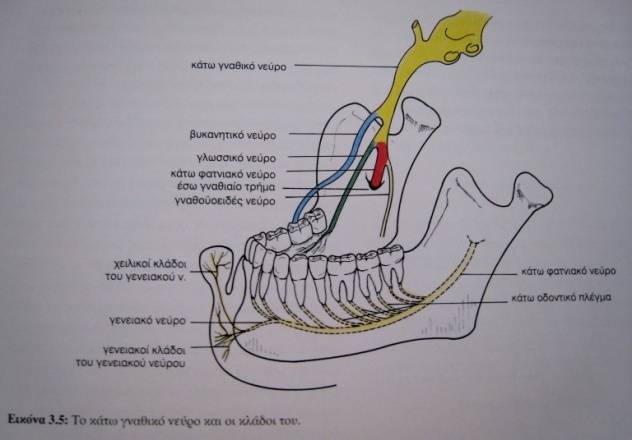 κάτω γναθικό νεύρο
βυκανητικό νεύρο
γλωσσικό νεύρο
κάτω φατνιακό νεύρο
έσω γναθιαίο τρήμα
γναθοϋοειδές νεύρο
χειλικοί κλάδοι
του γενειακού ν.
κάτω φατνιακό νεύρο
κάτω οδοντικό πλέγμα
γενειακό νεύρο
γενειακοί κλάδοι
του γενειακού νεύρου
Εικόνα 3.5: Το κάτω γναθικό νεύρο και οι κλάδοι του.